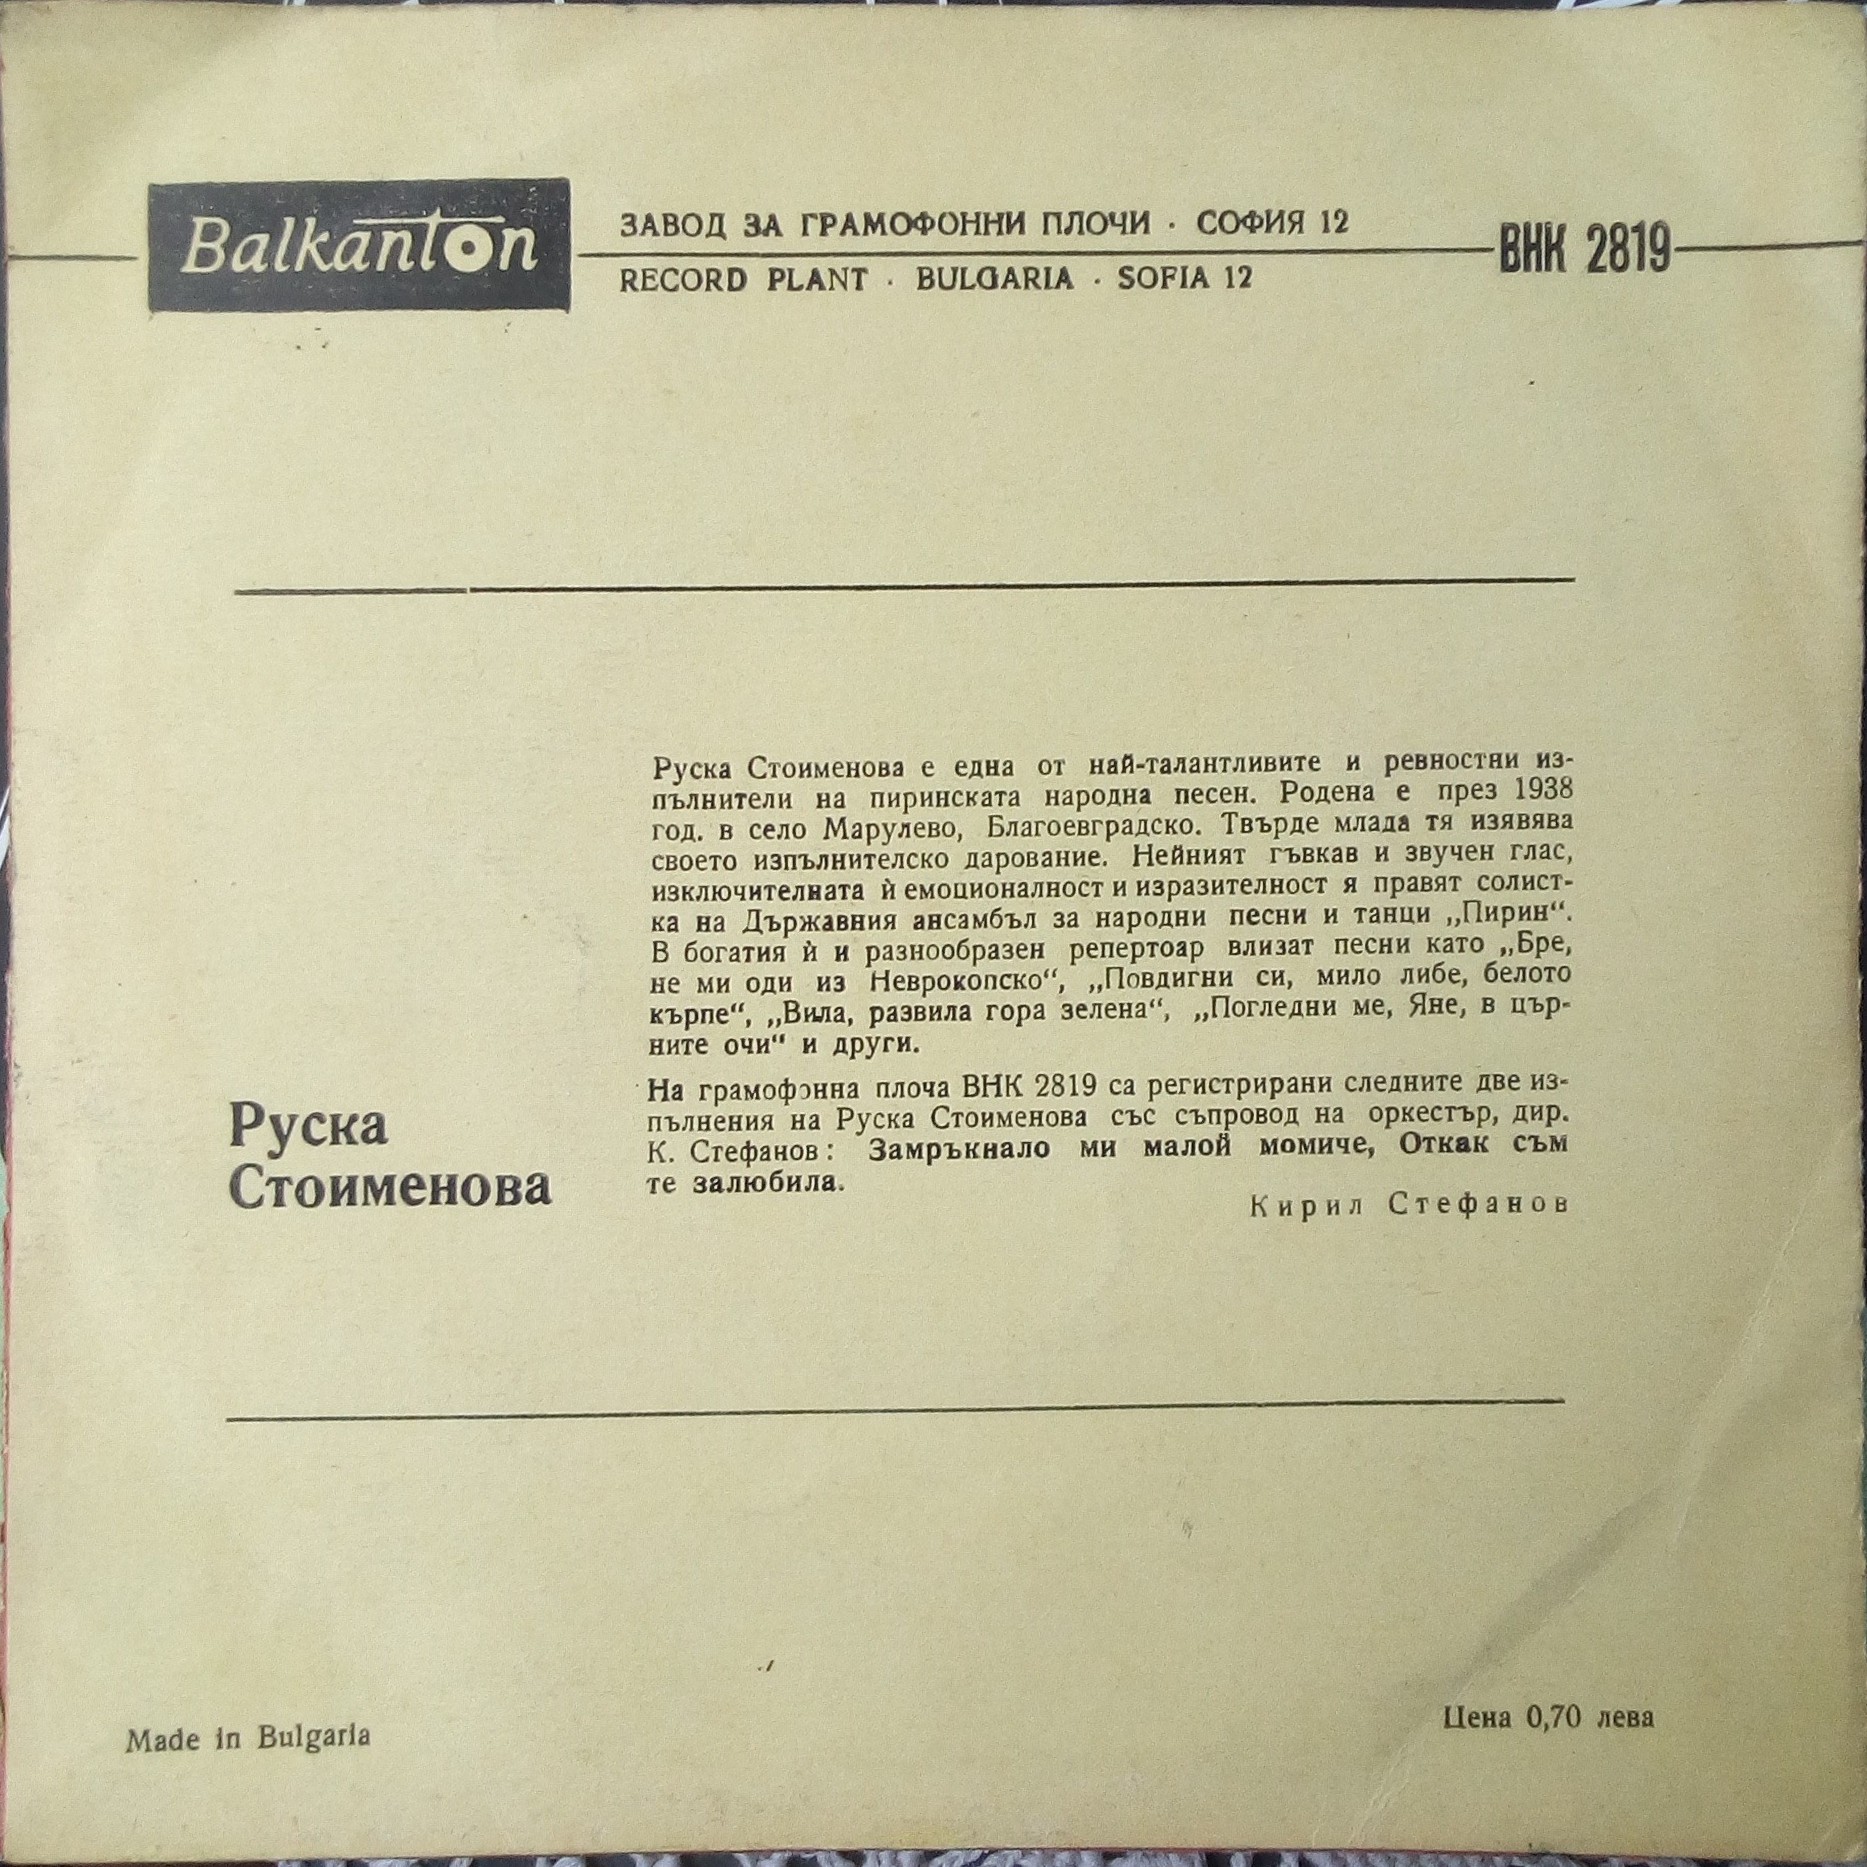 Balkanton
ЗАВОД ЗА ГРАМОФОННИ ПЛОЧИ · СОФИЯ 12
RECORD PLANT · BULGARIA · SOFIA 12
ВНК 2819
Руска Стоименова е една от най-талантливите и ревностни из-
пълнители на пиринската народна песен. Родена е през 1938
год. в село Марулево, Благоевградско. Твърде млада тя изявява
своето изпълнителско дарование. Нейният гъвкав и звучен глас,
изключителната ѝ емоционалност и изразителност я правят солист-
ка на Държавния ансамбъл за народни песни и танци „Пирин“.
В богатия ѝ и разнообразен репертоар влизат песни като „Бре,
не ми оди из Неврокопско“, „Повдигни си, мило либе, белото
кърпе“, „Вила, развила гора зелена“, „Погледни ме, Яне, в цър-
ните очи“ и други.
На грамофонна плоча ВНК 2819 са регистрирани следните две из-
пълнения на Руска Стоименова със съпровод на оркестър, дир.
К. Стефанов: Замръкнало ми малой момиче, Откак съм
те залюбила.
Кирил Стефанов
Руска
Стоименова
Made in Bulgaria
Цена 0,70 лева